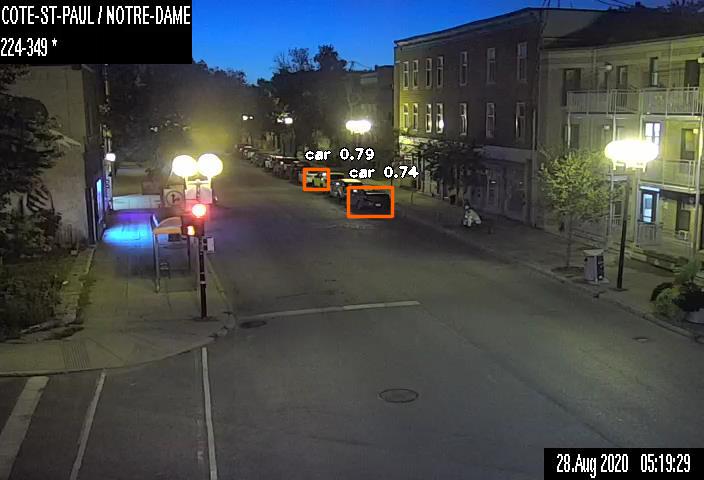 COTE-ST-PAUL / NOTRE-DAME
224-349 *
car 0.79
car 0.74
28.Aug 2020 05:19:29